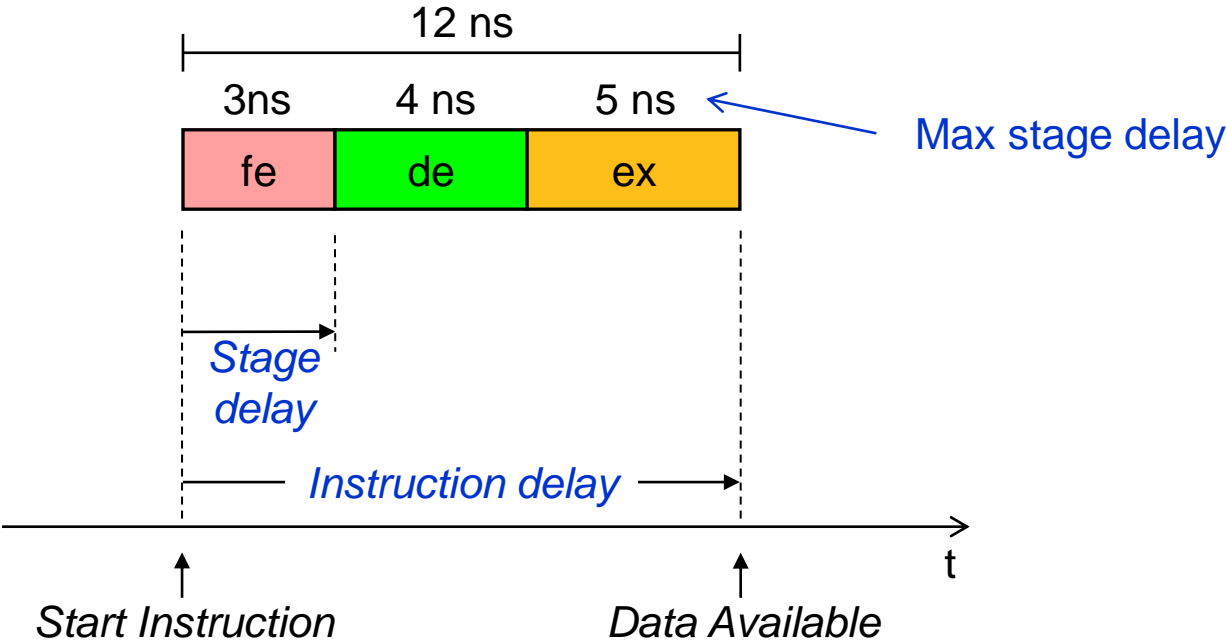 12 ns
3ns 4 ns 5 ns
Max stage delay
fe de ex
Stage
delay
Instruction delay
t
Start Instruction Data Available